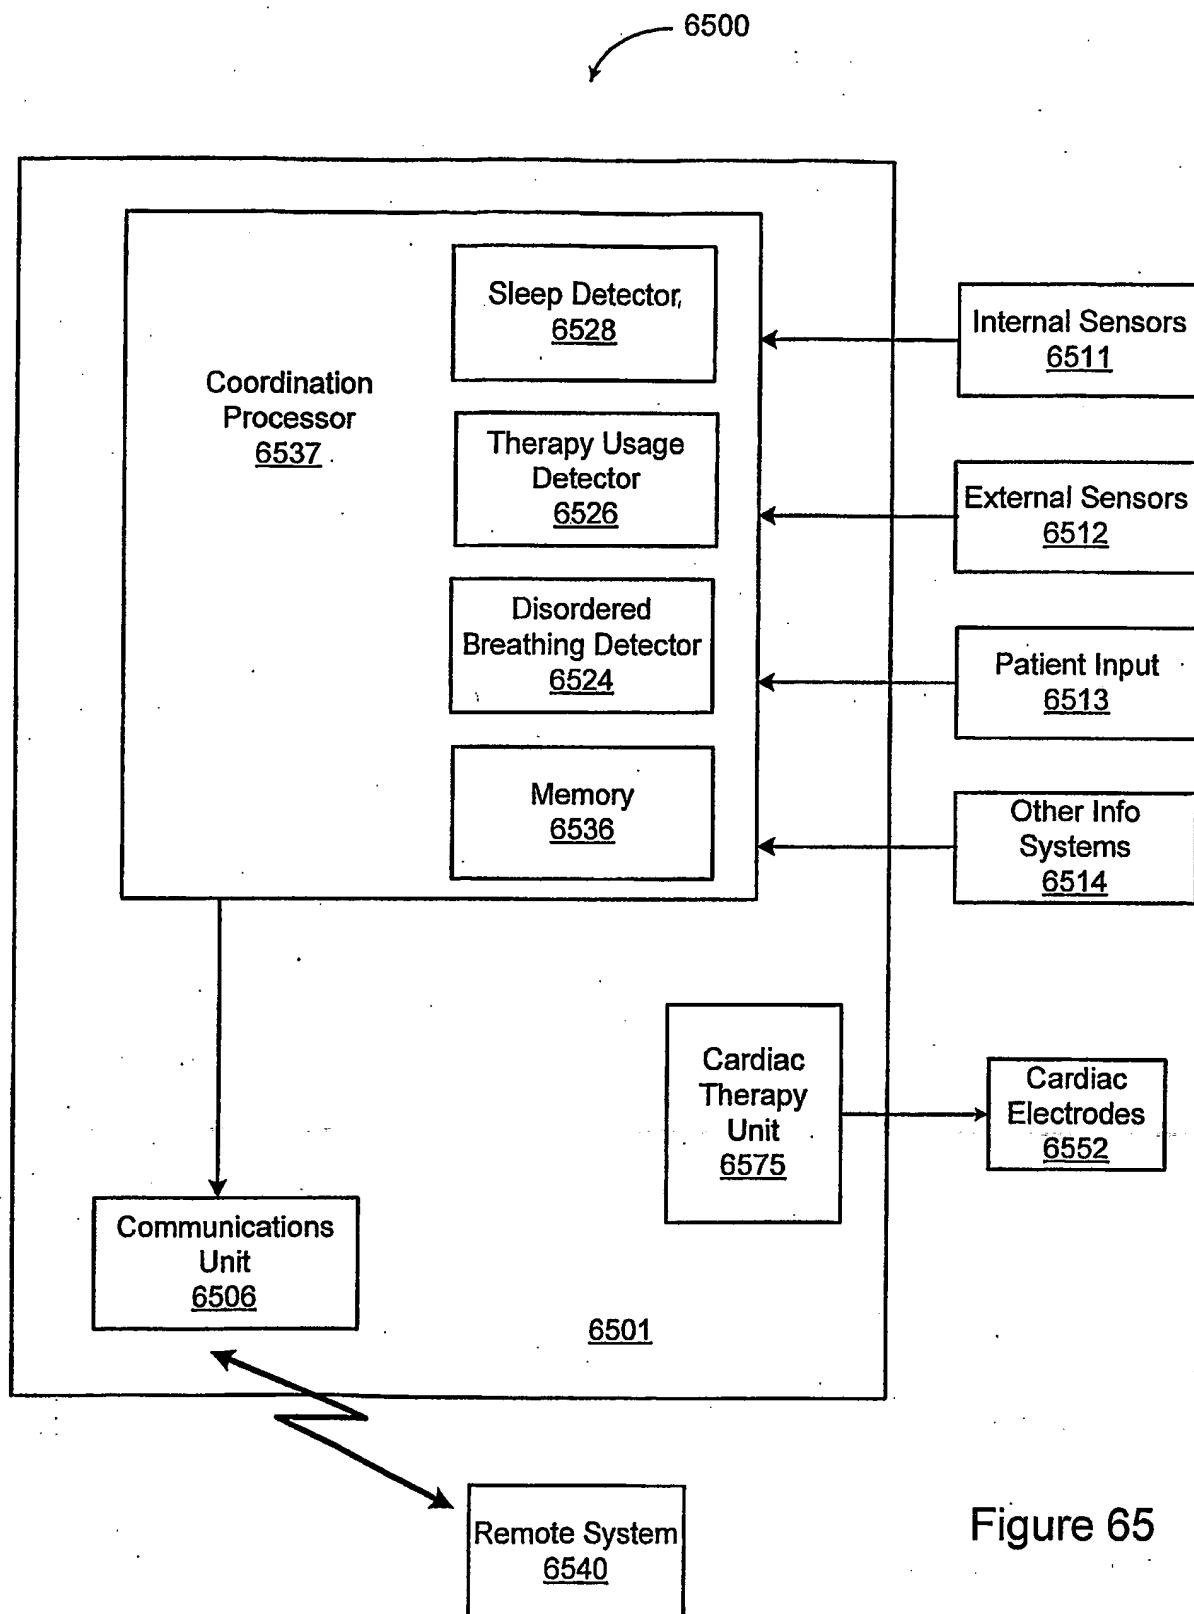 6500
Sleep Detector
6528
Coordination
Processor
6537
Therapy Usage
Detector
6526
Disordered
Breathing Detector
6524
Memory
6536
Internal Sensors
6511
External Sensors
6512
Patient Input
6513
Other Info
Systems
6514
Cardiac
Therapy
Unit
6575
Cardiac
Electrodes
6552
Communications
Unit
6506
6501
Remote System
6540
Figure 65